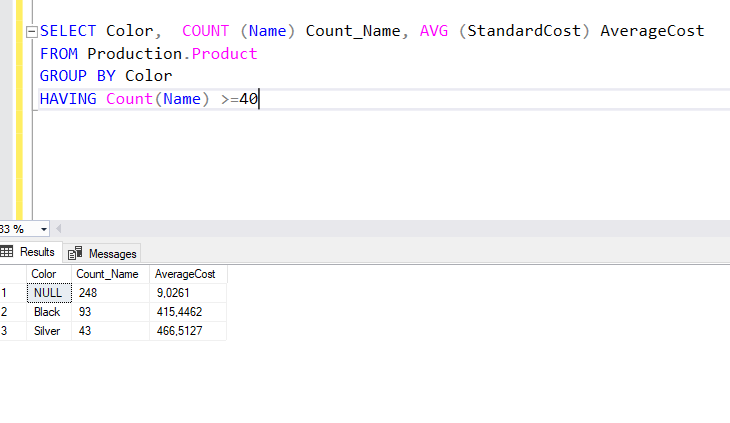 SELECT Color,  COUNT (Name) Count_Name, AVG (StandardCost) AverageCost
FROM Production.Product
GROUP BY Color
HAVING Count(Name) >=40
33 %
Results Messages
Color Count_Name AverageCost
1 NULL 248 9,0261
2 Black 93 415,4462
3 Silver 43 466,5127